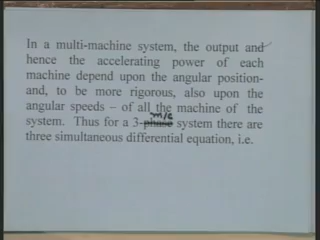 In a multi-machine system, the output and
hence the accelerating power of each
machine depend upon the angular position-
and, to be more rigorous, also upon the
angular speeds – of all the machine of the
m/c
system. Thus for a 3-phase system there are
three simultaneous differential equation, i.e.